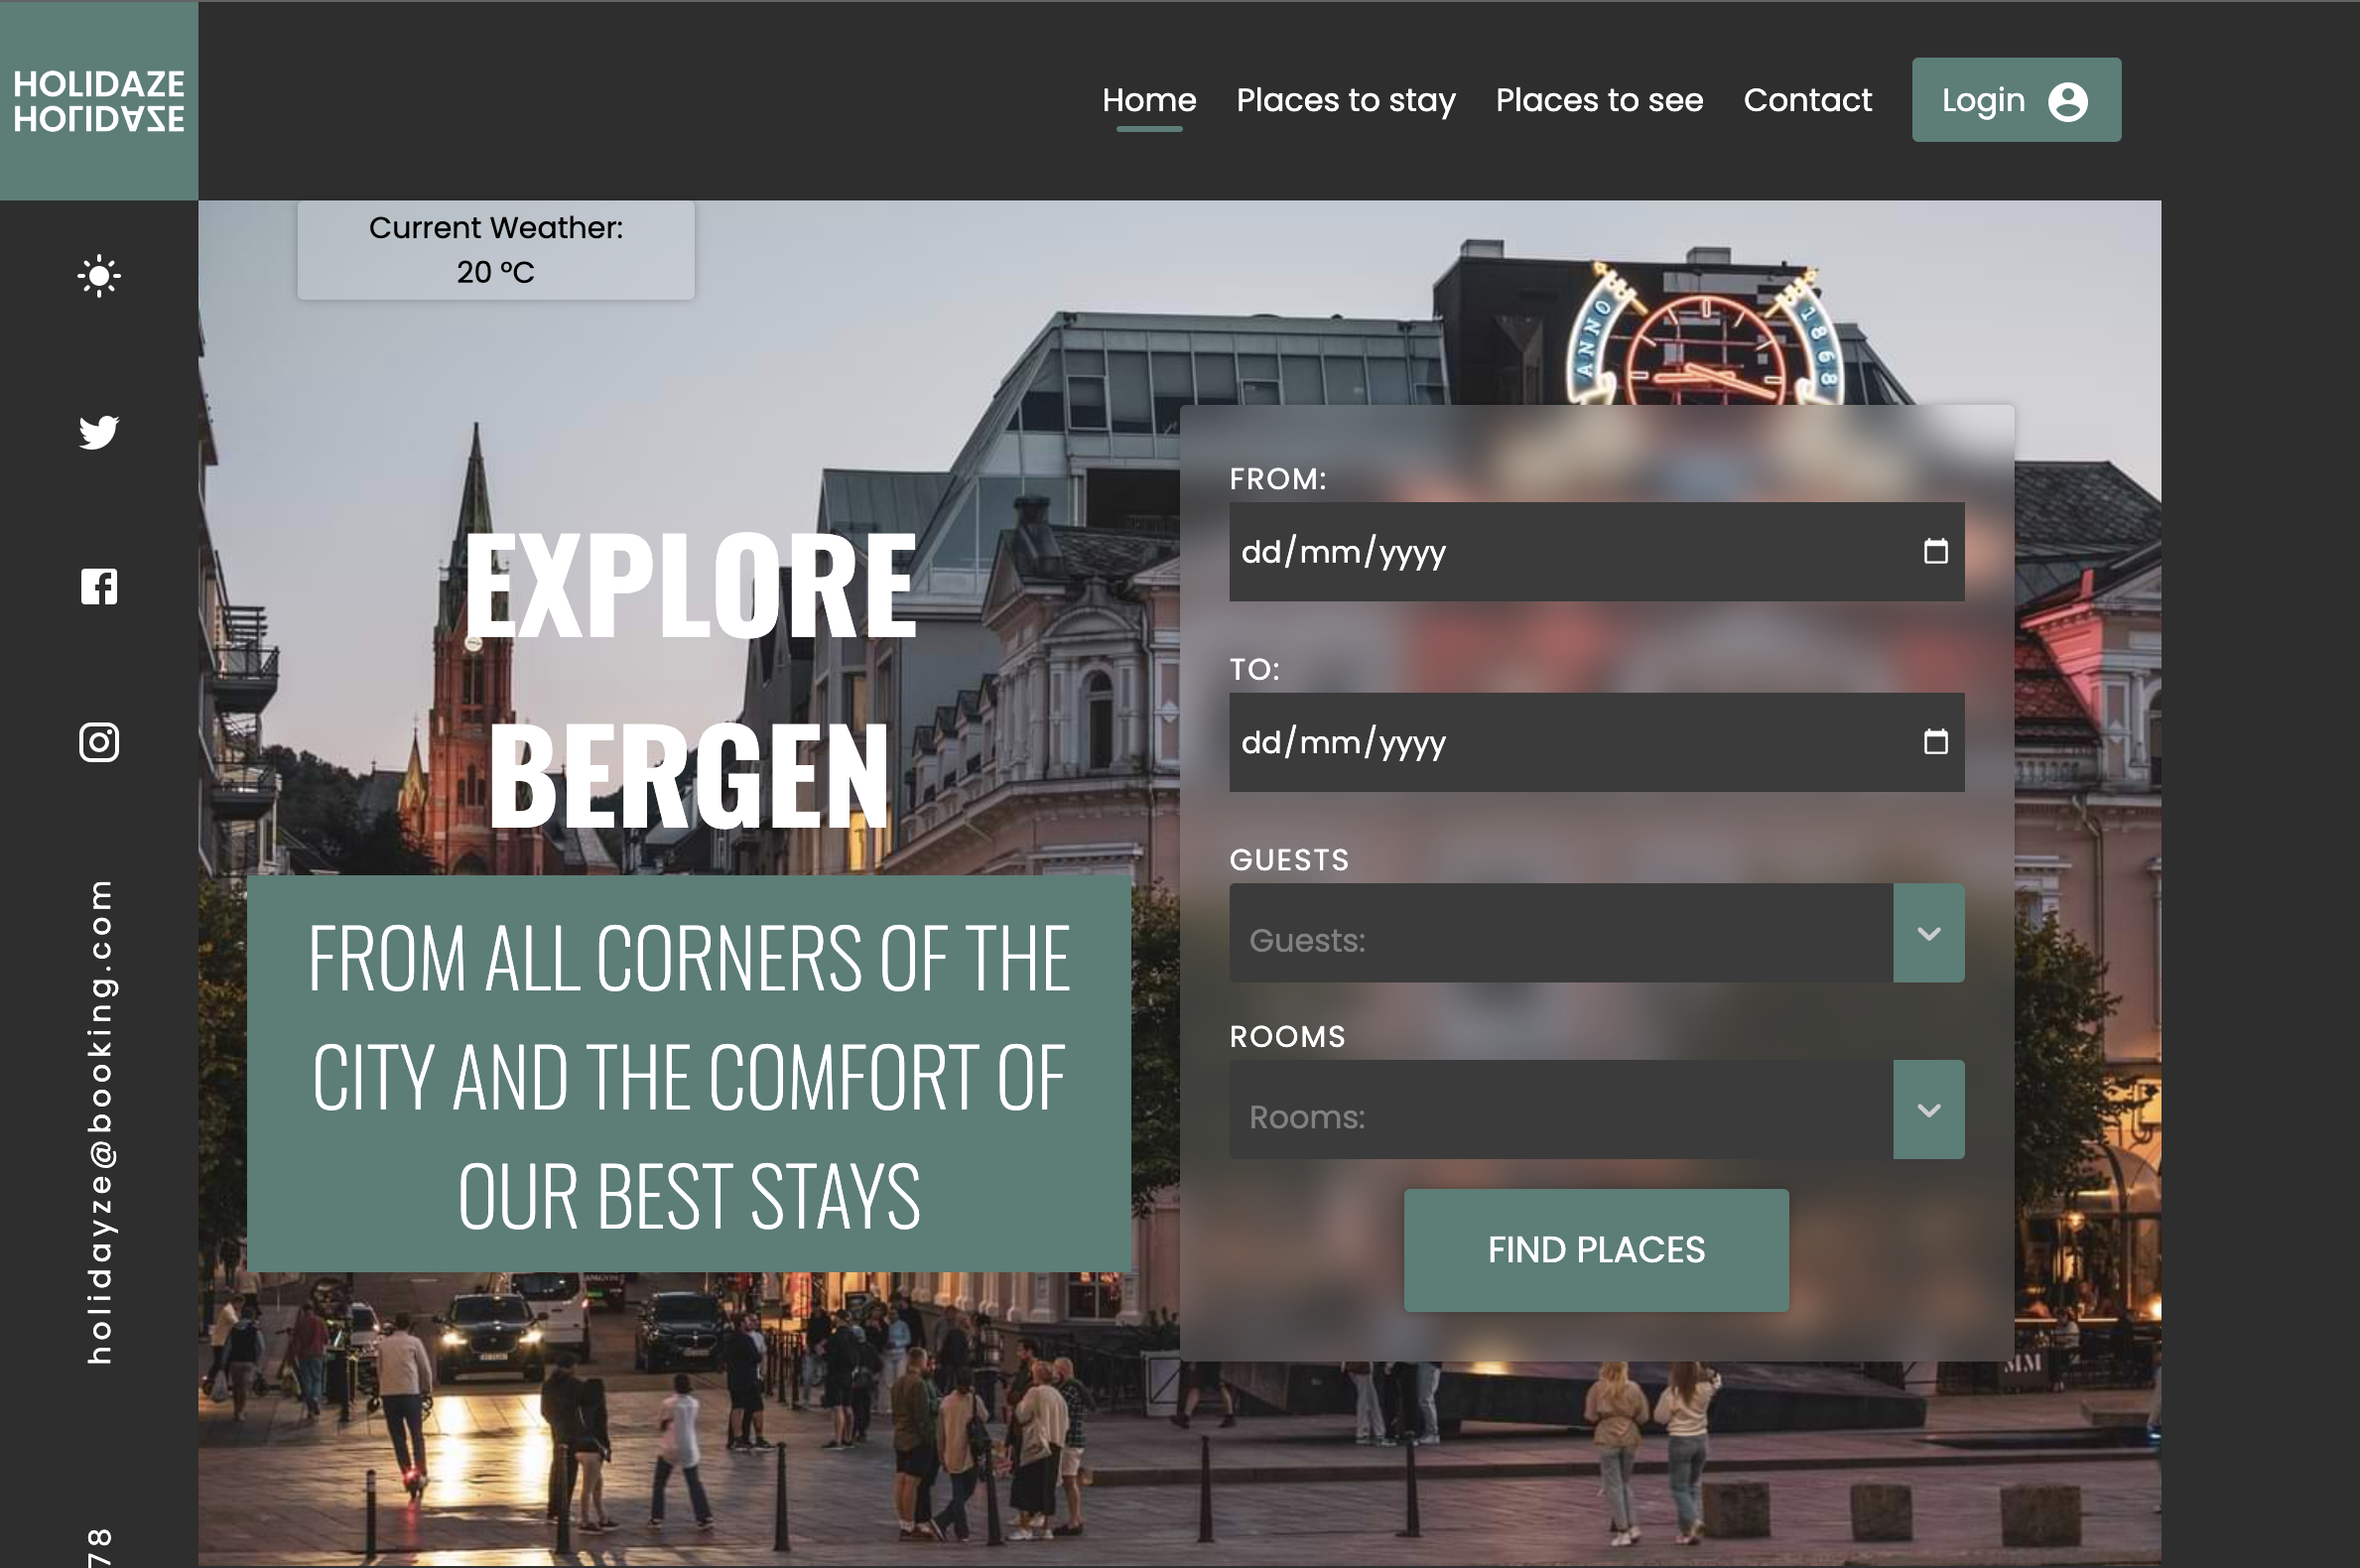 HOLIDAZE
HOLIDAZE
Home
Places to stay
Places to see
Contact
Login
Current Weather:
20 °C
ANNO
1868
EXPLORE
BERGEN
FROM ALL CORNERS OF THE
CITY AND THE COMFORT OF
OUR BEST STAYS
FROM:
dd/mm/yyyy
TO:
dd/mm/yyyy
GUESTS
Guests:
ROOMS
Rooms:
FIND PLACES
holidayze@booking.com
78
MM